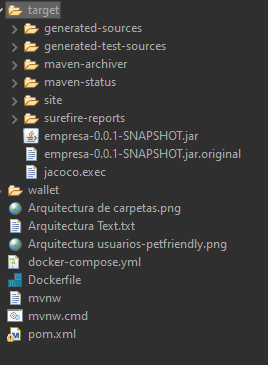 target
generated-sources
generated-test-sources
maven-archiver
maven-status
site
surefire-reports
empresa-0.0.1-SNAPSHOT.jar
empresa-0.0.1-SNAPSHOT.jar.original
jacoco.exec
wallet
Arquitectura de carpetas.png
Arquitectura Text.txt
Arquitectura usuarios-petfriendly.png
docker-compose.yml
Dockerfile
mvnw
mvnw.cmd
pom.xml